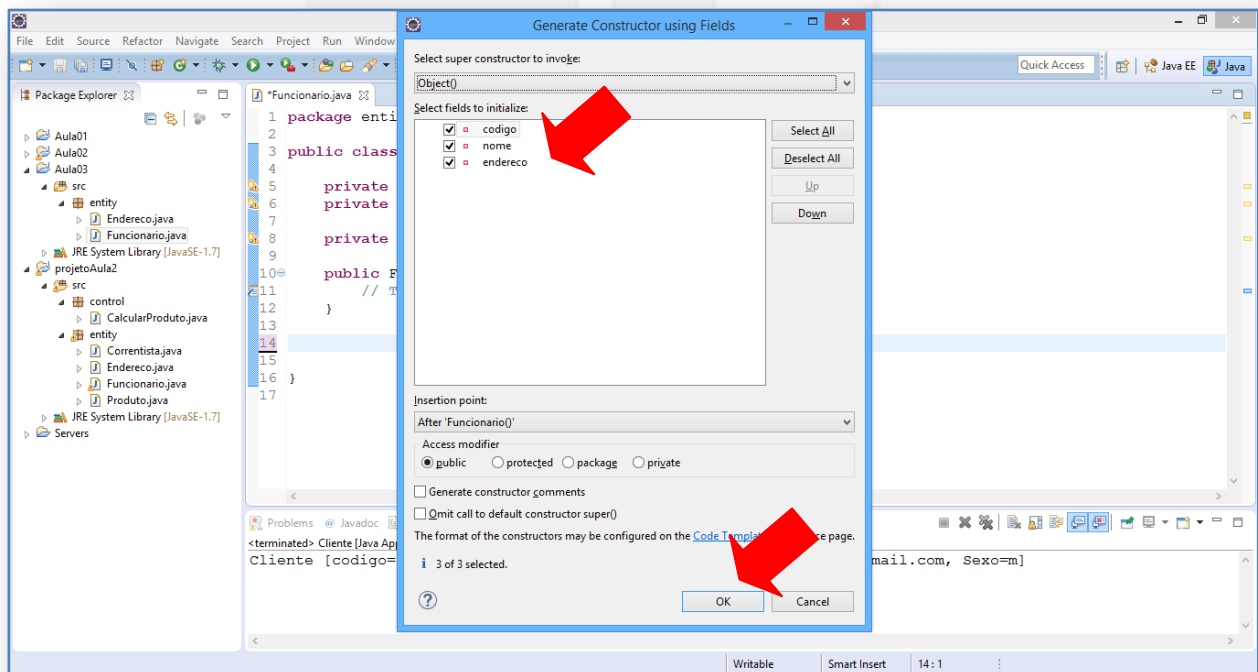 Generate Constructor using Fields
File Edit Source Refactor Navigate Search Project Run Window
Quick Access
Java EE
Java
Package Explorer
Aula01
Aula02
Aula03
src
entity
Endereco.java
Funcionario.java
JRE System Library [JavaSE-1.7]
projetoAula2
src
control
CalcularProduto.java
entity
Correntista.java
Endereco.java
Funcionario.java
Produto.java
JRE System Library [JavaSE-1.7]
Servers
*Funcionario.java
1 package enti
2
3 public class
4
5 private
6 private
7
8 private
9
10 public F
11 // T
12 }
13
14
15
16 }
17
Select super constructor to invoke:
Object()
Select fields to initialize:
codigo
nome
endereco
Select All
Deselect All
Up
Down
Insertion point:
After 'Funcionario()'
Access modifier
public protected package private
Generate constructor comments
Omit call to default constructor super()
The format of the constructors may be configured on the Code page.
i 3 of 3 selected.
OK
Cancel
Problems @ Javadoc
<terminated> Cliente [Java App
Cliente [codigo= mail.com, Sexo=m]
Writable
Smart Insert
14 : 1